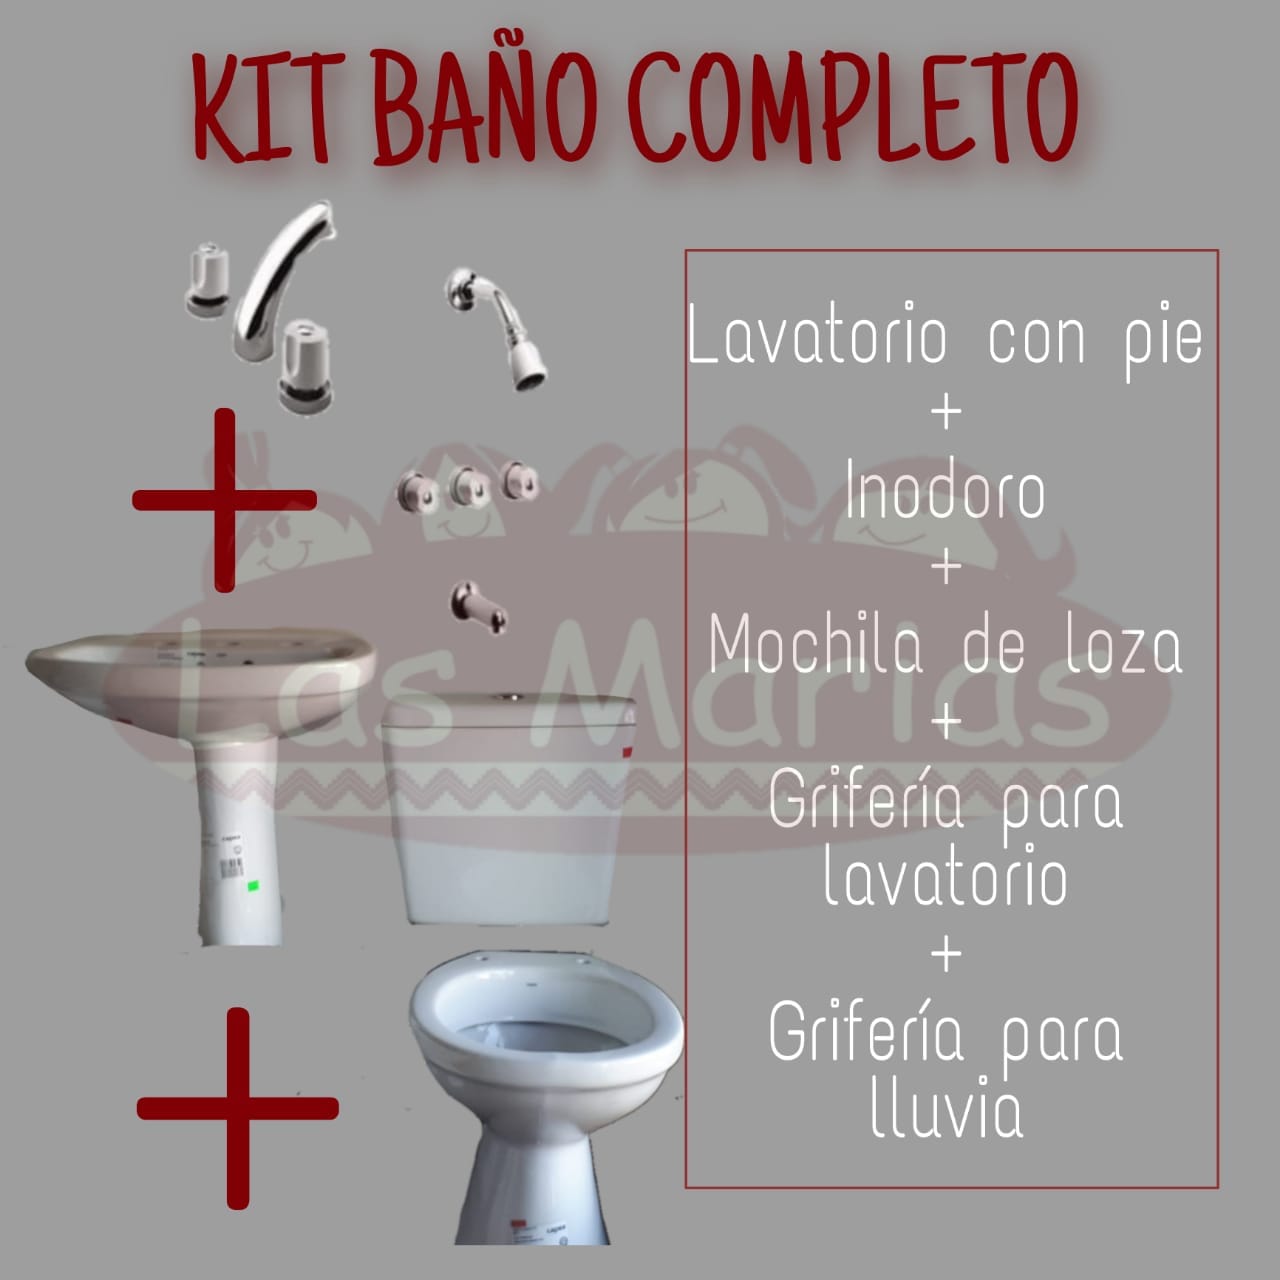 KIT BAÑO COMPLETO
Lavatorio con pie
+
Inodoro
+
Mochila de loza
+
Grifería para
lavatorio
+
Grifería para
lluvia
Las Marías